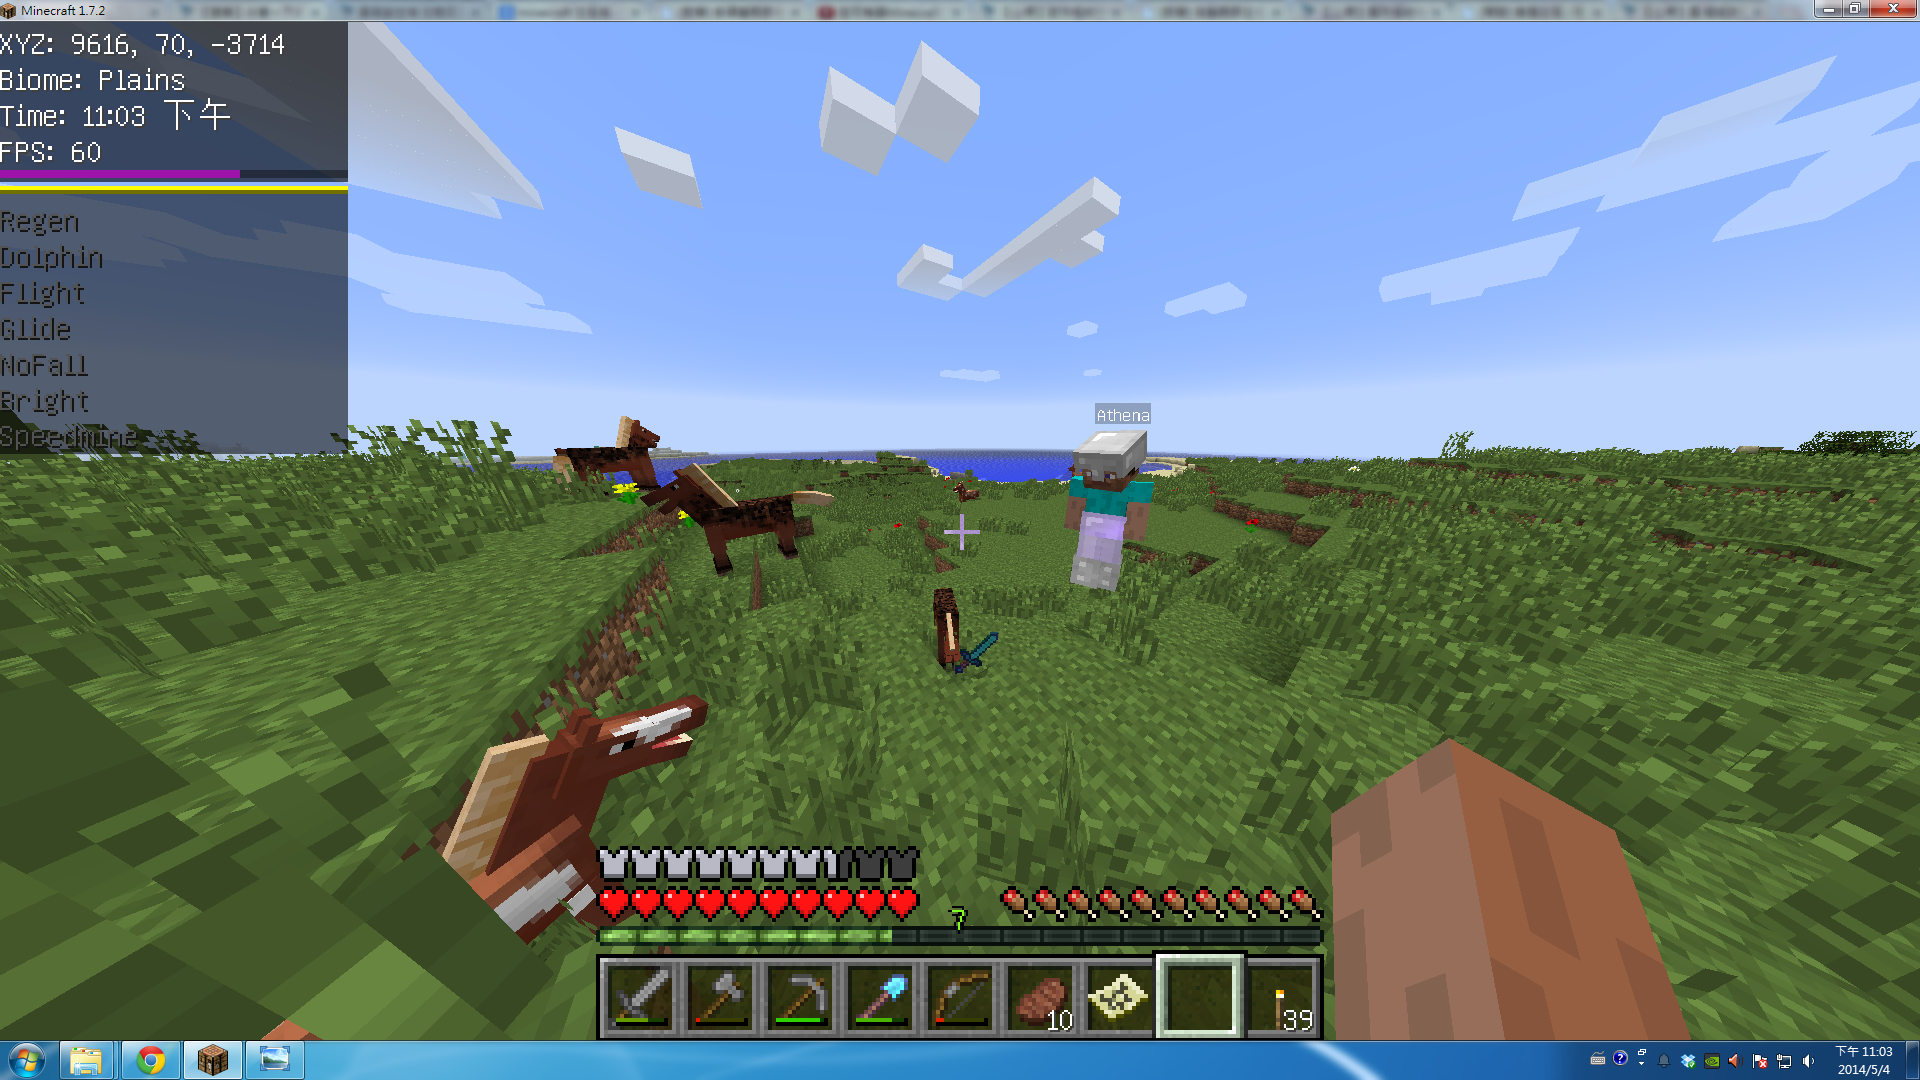 Minecraft 1.7.2
XYZ: 9616, 70, -3714
Biome: Plains
Time: 11:03 下午
FPS: 60
Regen
Dolphin
Flight
Glide
NoFall
Bright
Speedmine
Athena
7
10
39
下午 11:03
2014/5/4